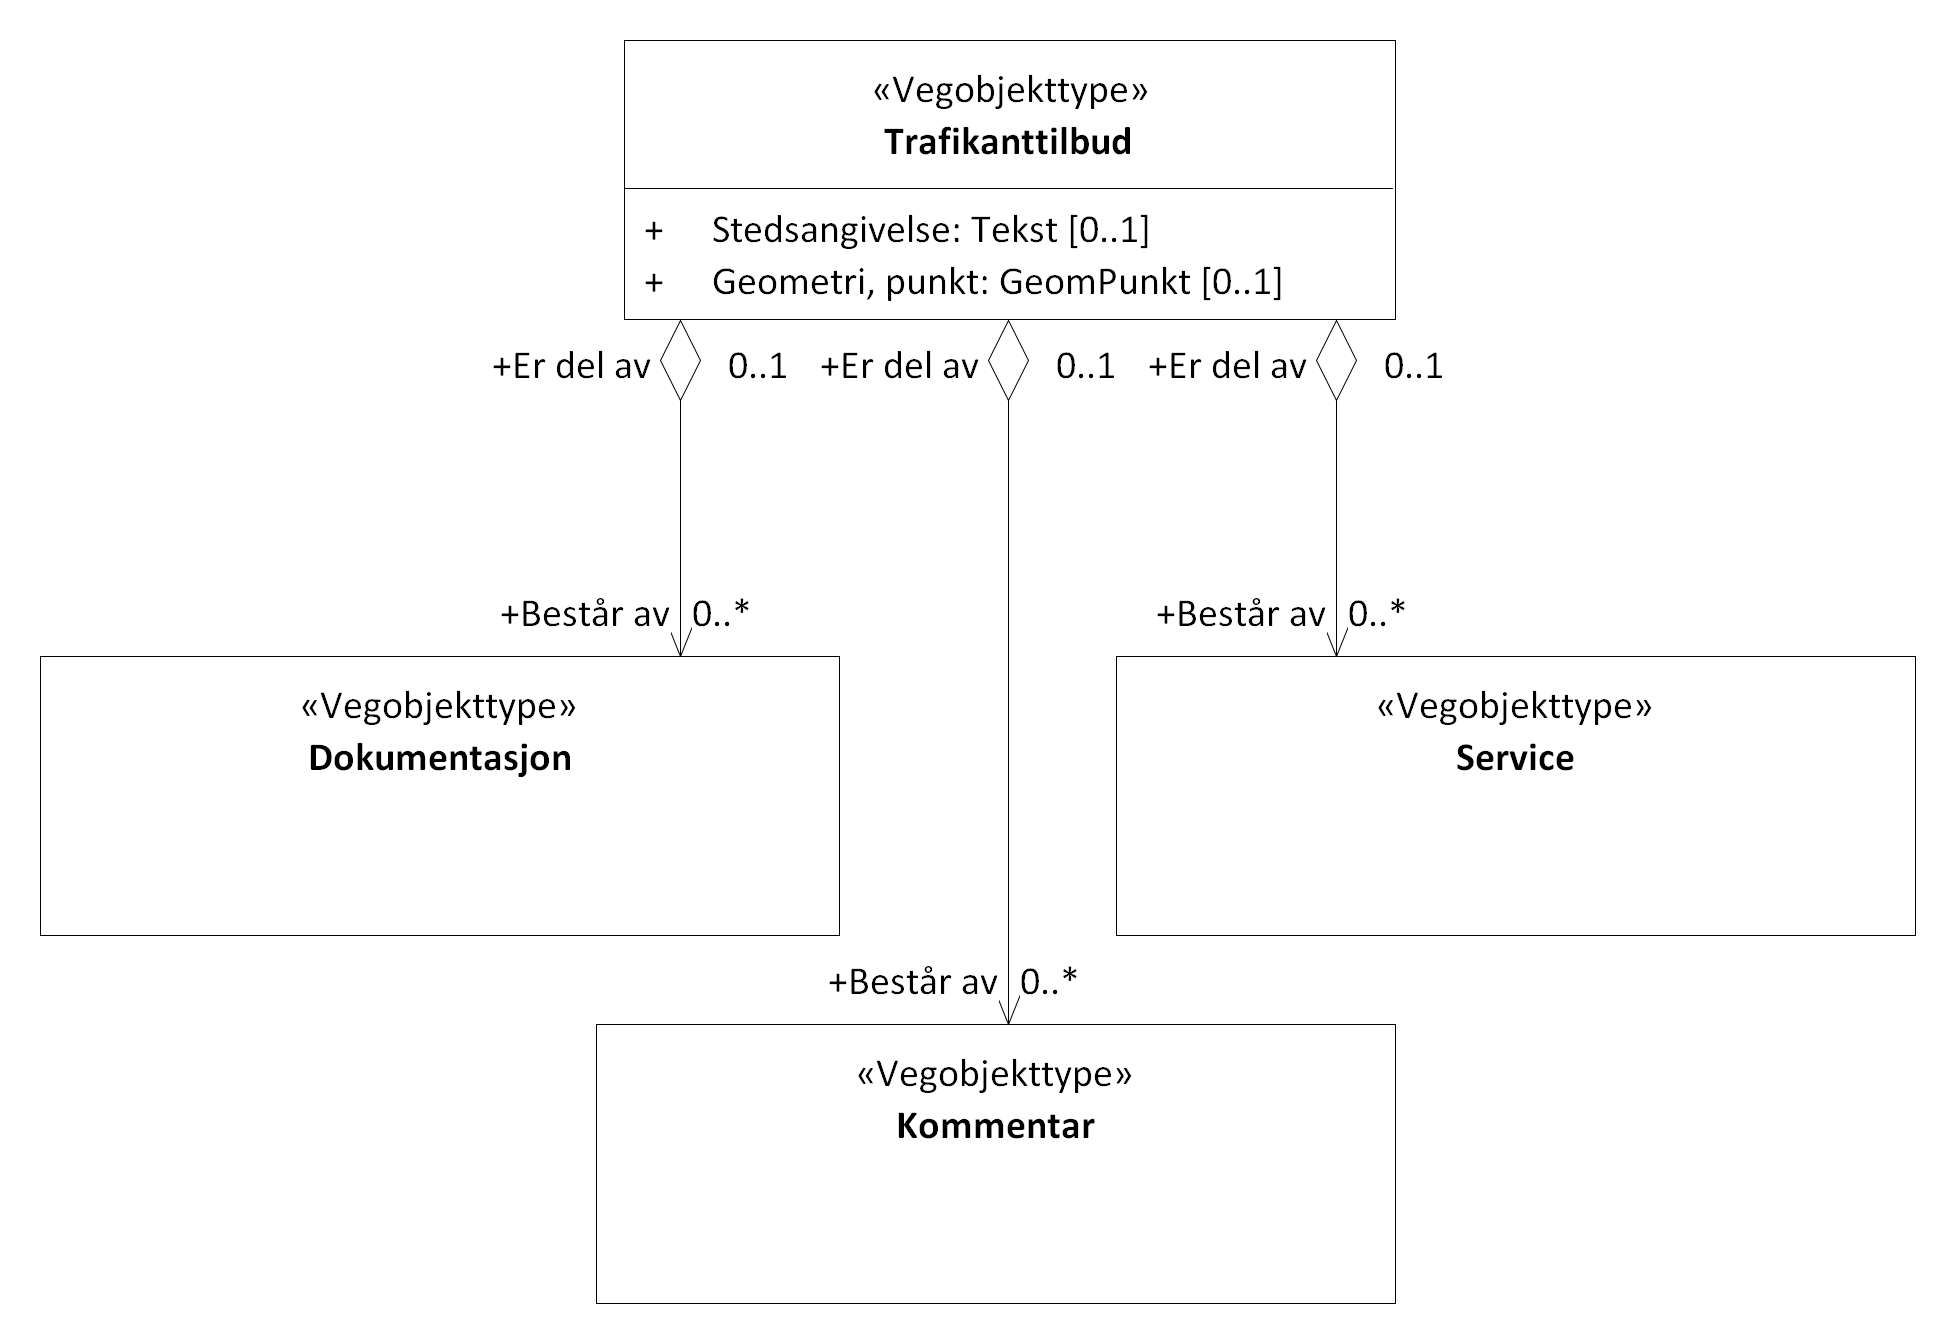 «Vegobjekttype»
Trafikanttilbud
+ Stedsangivelse: Tekst [0..1]
+ Geometri, punkt: GeomPunkt [0..1]
+Er del av 0..1 +Er del av 0..1 +Er del av 0..1
+Består av 0..* +Består av 0..*
«Vegobjekttype»
Dokumentasjon
«Vegobjekttype»
Service
+Består av 0..*
«Vegobjekttype»
Kommentar